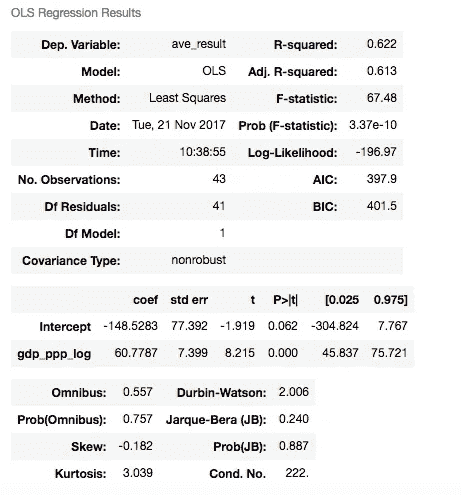 OLS Regression Results
Dep. Variable: ave_result R-squared: 0.622
Model: OLS Adj. R-squared: 0.613
Method: Least Squares F-statistic: 67.48
Date: Tue, 21 Nov 2017 Prob (F-statistic): 3.37e-10
Time: 10:38:55 Log-Likelihood: -196.97
No. Observations: 43 AIC: 397.9
Df Residuals: 41 BIC: 401.5
Df Model: 1
Covariance Type: nonrobust
coef std err t P>|t| [0.025 0.975]
Intercept -148.5283 77.392 -1.919 0.062 -304.824 7.767
gdp_ppp_log 60.7787 7.399 8.215 0.000 45.837 75.721
Omnibus: 0.557 Durbin-Watson: 2.006
Prob(Omnibus): 0.757 Jarque-Bera (JB): 0.240
Skew: -0.182 Prob(JB): 0.887
Kurtosis: 3.039 Cond. No. 222.